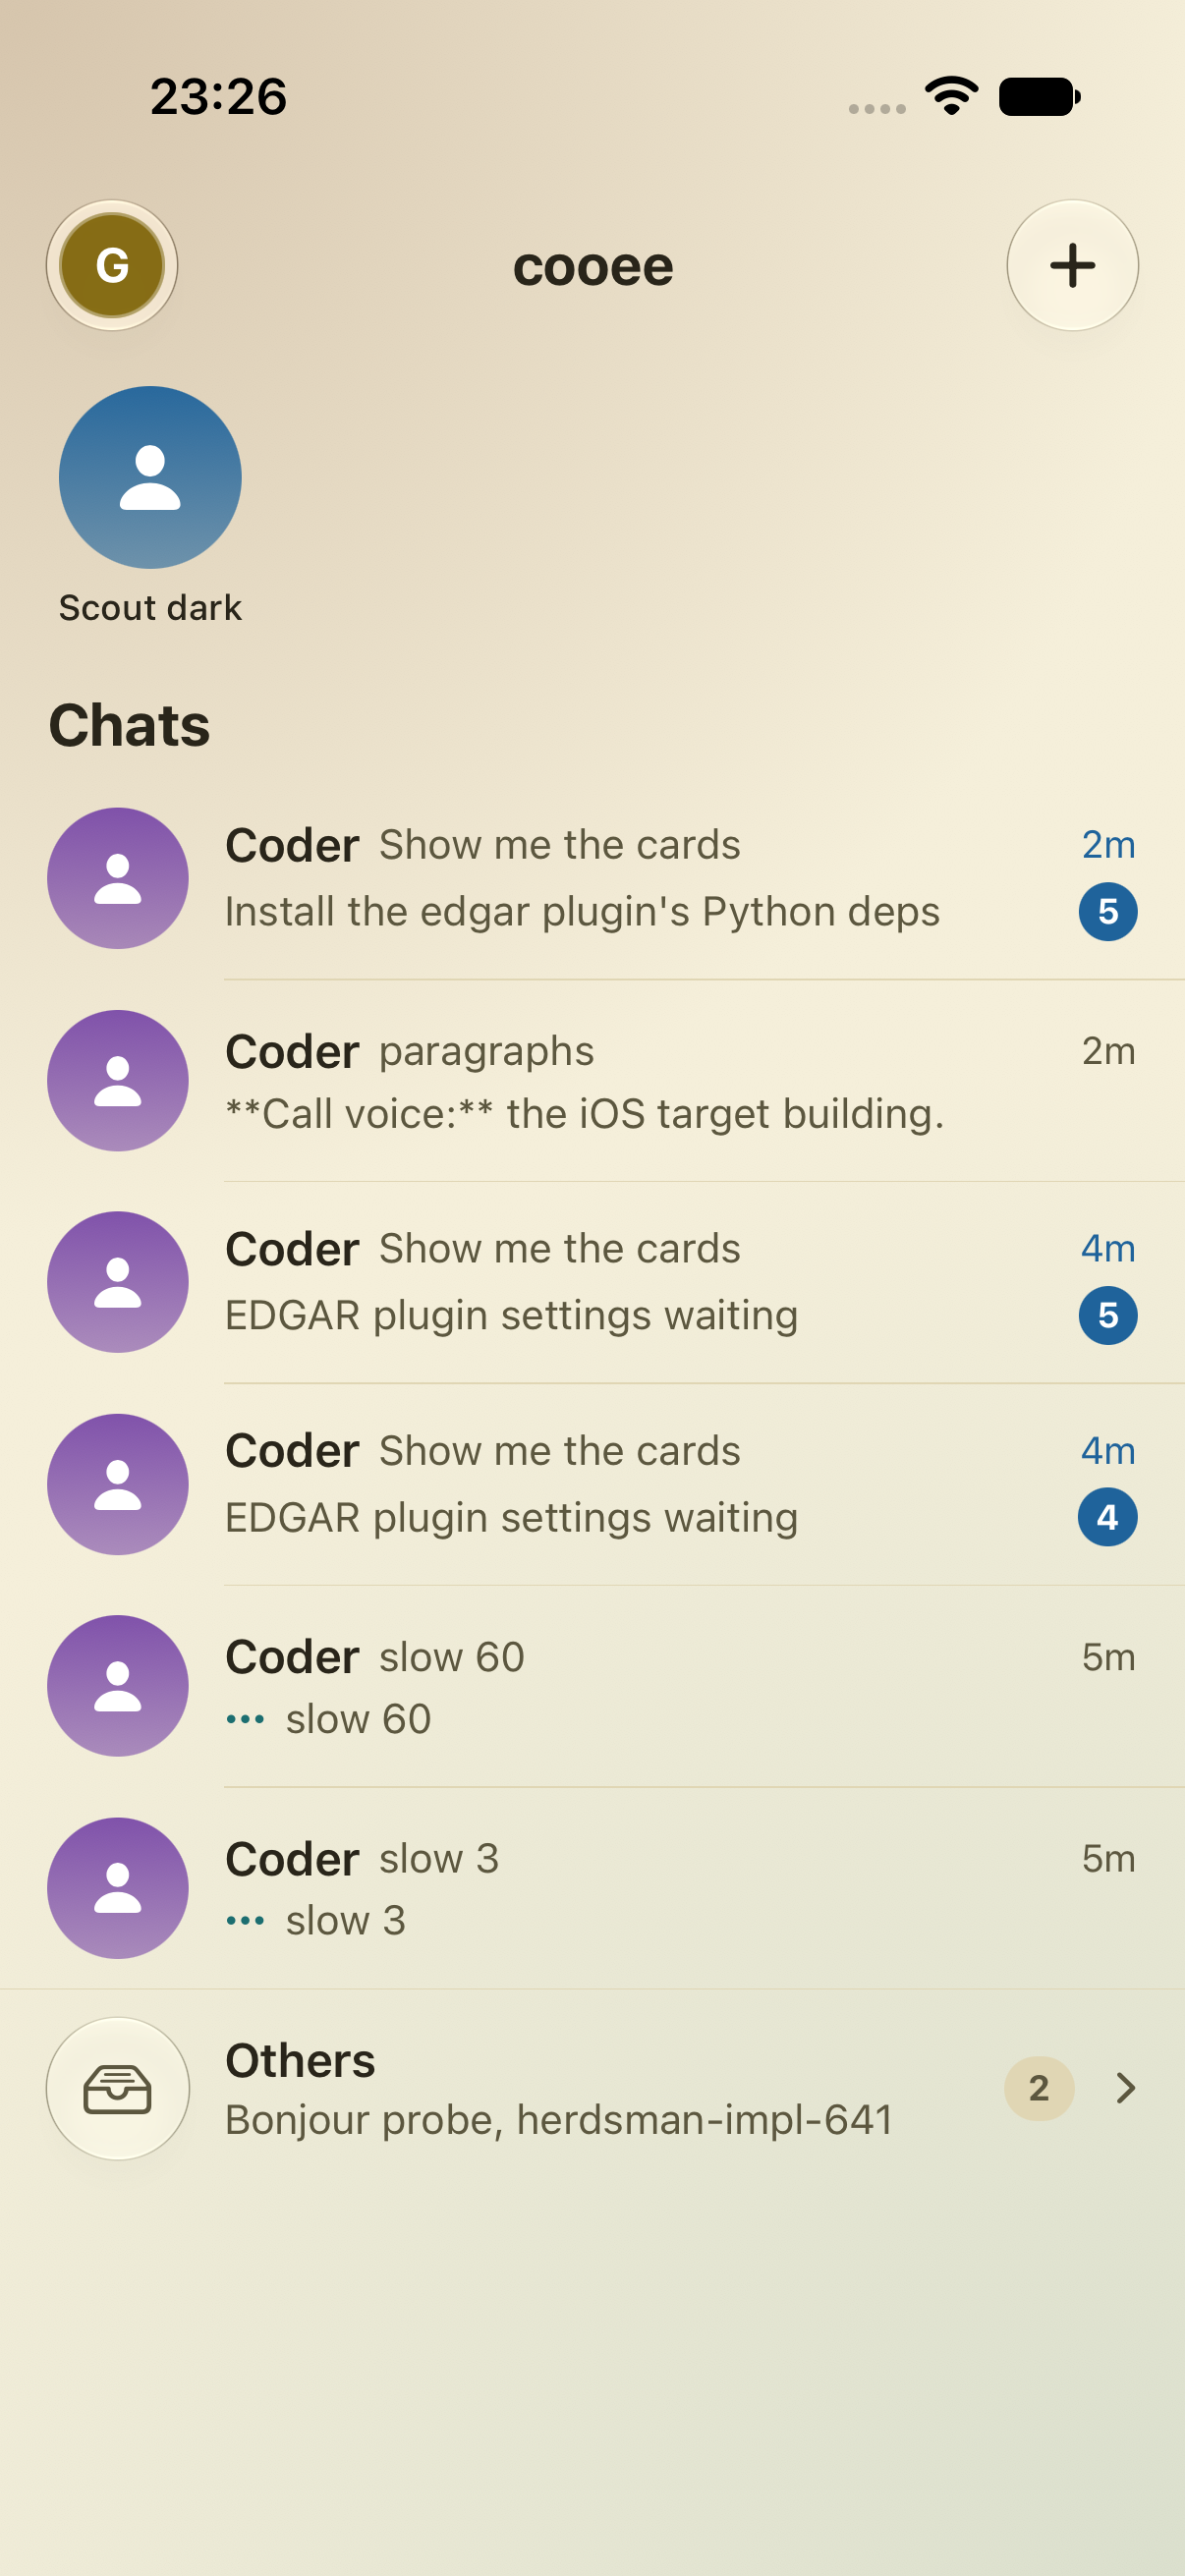 23:26
G
cooee
Scout dark
Chats
Coder Show me the cards 2m
Install the edgar plugin's Python deps 5
Coder paragraphs 2m
**Call voice:** the iOS target building.
Coder Show me the cards 4m
EDGAR plugin settings waiting 5
Coder Show me the cards 4m
EDGAR plugin settings waiting 4
Coder slow 60 5m
••• slow 60
Coder slow 3 5m
••• slow 3
Others
2
Bonjour probe, herdsman-impl-641